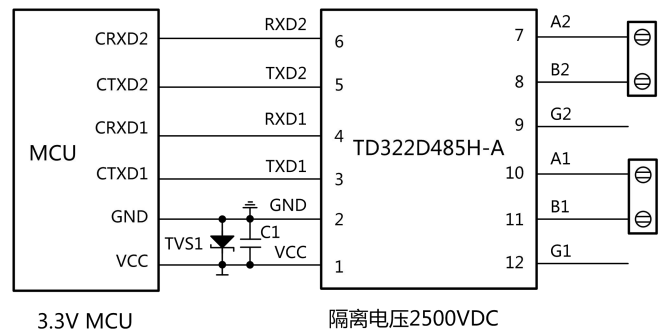 CRXD2 RXD2 6 7 A2
CTXD2 TXD2 5 8 B2
CRXD1 RXD1 4 9 G2
MCU TD322D485H-A
CTXD1 TXD1 3 10 A1
GND GND 2 11 B1
TVS1 C1
VCC VCC 1 12 G1
3.3V MCU 隔离电压2500VDC